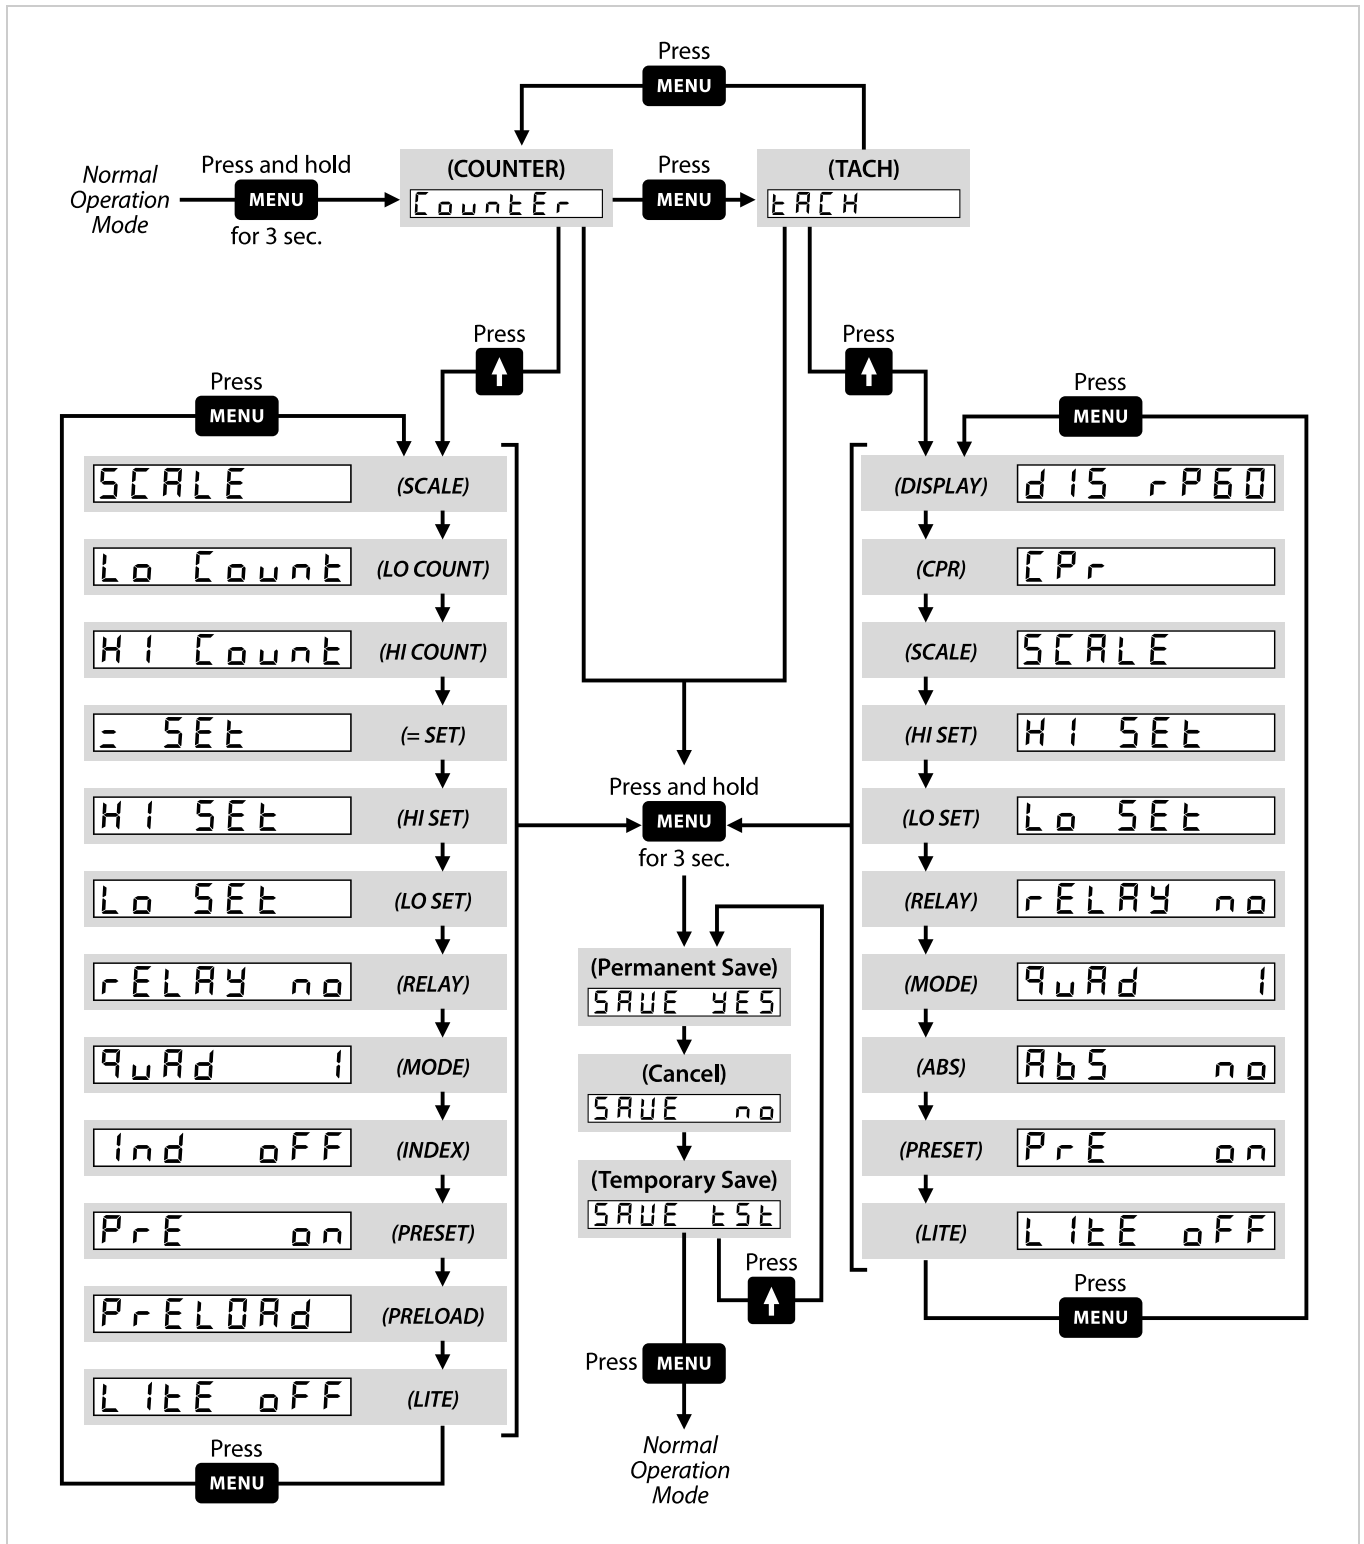 Press
MENU
Normal
Operation
Mode
Press and hold
MENU
for 3 sec.
(COUNTER)
CountEr
Press
MENU
(TACH)
tACH
Press
Press
Press
MENU
SCALE (SCALE)
Lo Count (LO COUNT)
HI Count (HI COUNT)
= SEt (= SET)
HI SEt (HI SET)
Lo SEt (LO SET)
rELAY no (RELAY)
quAd 1 (MODE)
Ind oFF (INDEX)
PrE on (PRESET)
PrELOAd (PRELOAD)
LItE oFF (LITE)
Press
MENU
Press and hold
MENU
for 3 sec.
(Permanent Save)
SAVE YES
(Cancel)
SAVE no
(Temporary Save)
SAVE tSt
Press
Press MENU
Normal
Operation
Mode
Press
MENU
(DISPLAY) dIS rP60
(CPR) CPr
(SCALE) SCALE
(HI SET) HI SEt
(LO SET) Lo SEt
(RELAY) rELAY no
(MODE) quAd 1
(ABS) AbS no
(PRESET) PrE on
(LITE) LItE oFF
Press
MENU